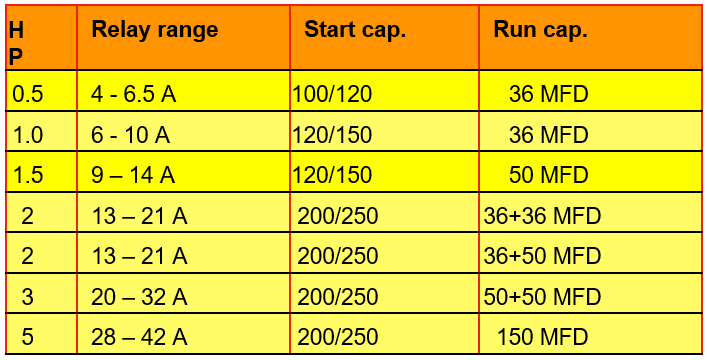 HP Relay range Start cap. Run cap.
0.5 4 - 6.5 A 100/120 36 MFD
1.0 6 - 10 A 120/150 36 MFD
1.5 9 – 14 A 120/150 50 MFD
2 13 – 21 A 200/250 36+36 MFD
2 13 – 21 A 200/250 36+50 MFD
3 20 – 32 A 200/250 50+50 MFD
5 28 – 42 A 200/250 150 MFD